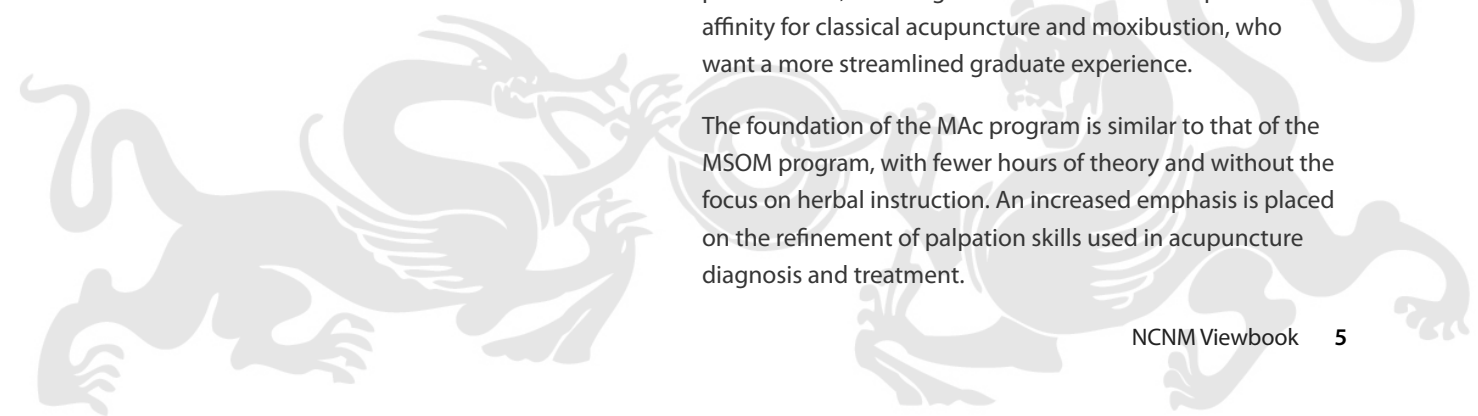 affinity for classical acupuncture and moxibustion, who
want a more streamlined graduate experience.
The foundation of the MAc program is similar to that of the
MSOM program, with fewer hours of theory and without the
focus on herbal instruction. An increased emphasis is placed
on the refinement of palpation skills used in acupuncture
diagnosis and treatment.
NCNM Viewbook 5